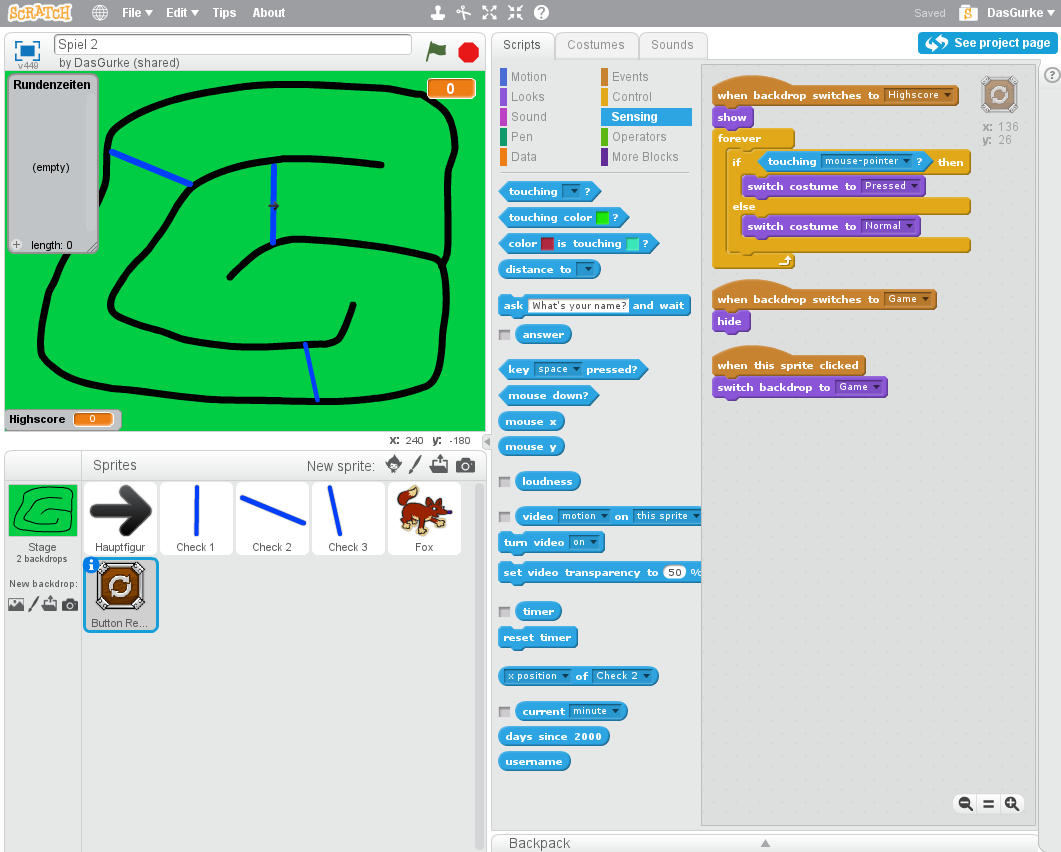 SCRATCH
File ▾
Edit ▾
Tips
About
Saved
DasGurke ▾
Spiel 2
by DasGurke (shared)
v449
Rundenzeiten
(empty)
+ length: 0
0
Highscore 0
x: 240 y: -180
Sprites
New sprite:
Stage
2 backdrops
New backdrop:
Hauptfigur
Check 1
Check 2
Check 3
Fox
Button Re...
Scripts
Costumes
Sounds
See project page
Motion
Looks
Sound
Pen
Data
Events
Control
Sensing
Operators
More Blocks
touching ?
touching color ?
color is touching ?
distance to
ask What's your name? and wait
answer
key space pressed?
mouse down?
mouse x
mouse y
loudness
video motion on this sprite
turn video on
set video transparency to 50 %
timer
reset timer
x position of Check 2
current minute
days since 2000
username
when backdrop switches to Highscore
show
forever
if touching mouse-pointer ? then
switch costume to Pressed
else
switch costume to Normal
when backdrop switches to Game
hide
when this sprite clicked
switch backdrop to Game
x: 136
y: 26
Backpack